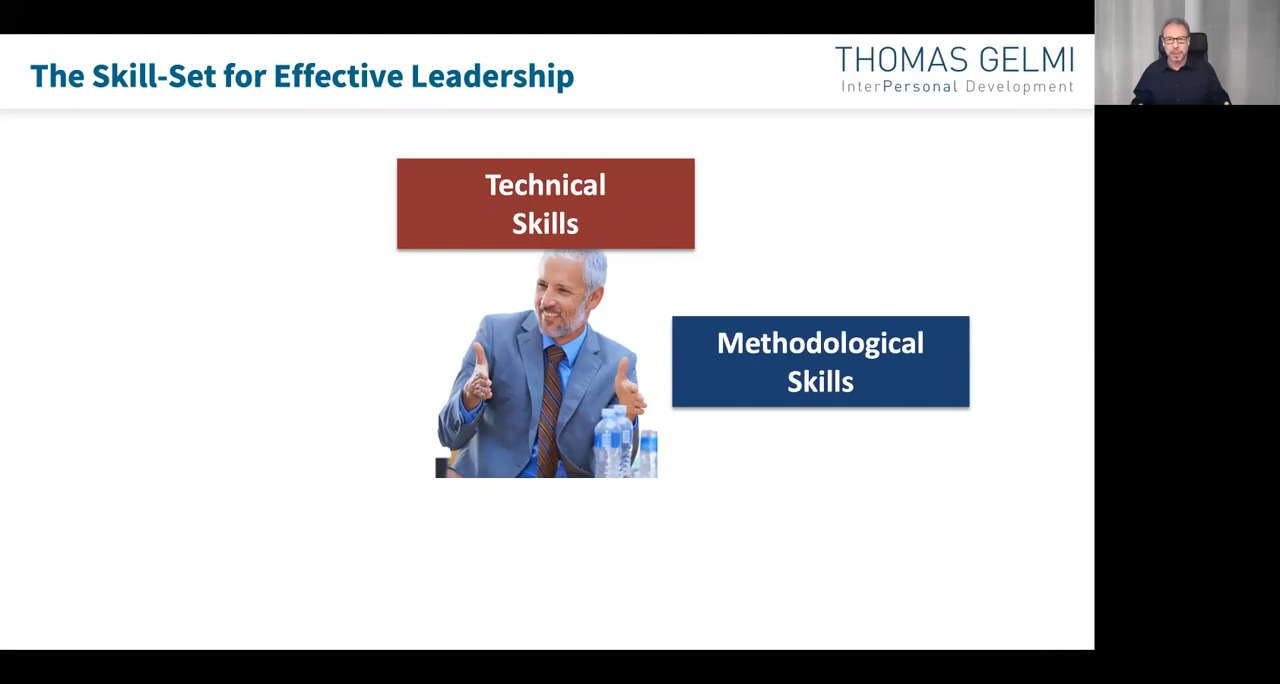 The Skill-Set for Effective Leadership
THOMAS GELMI
InterPersonal Development
Technical
Skills
Methodological
Skills